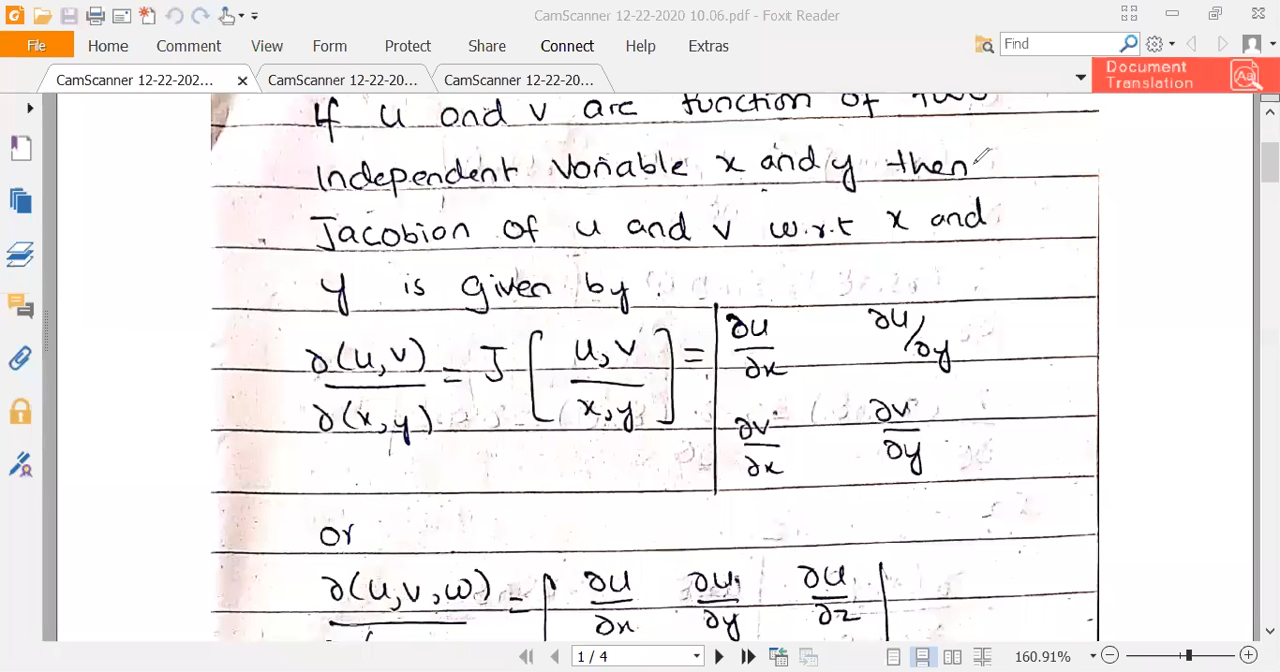 CamScanner 12-22-2020 10.06.pdf - Foxit Reader
File Home Comment View Form Protect Share Connect Help Extras
Find
CamScanner 12-22-202... CamScanner 12-22-20... CamScanner 12-22-20...
Document
Translation
If u and v are function of two
Independent Variable x and y then
Jacobian of u and v w.r.t x and
y is given by
∂(u,v)/∂(x,y) = J [u,v/x,y] = | ∂u/∂x ∂u/∂y
∂v/∂x ∂v/∂y
or
∂(u,v,w) = | ∂u/∂x ∂u/∂y ∂u/∂z |
1 / 4
160.91%